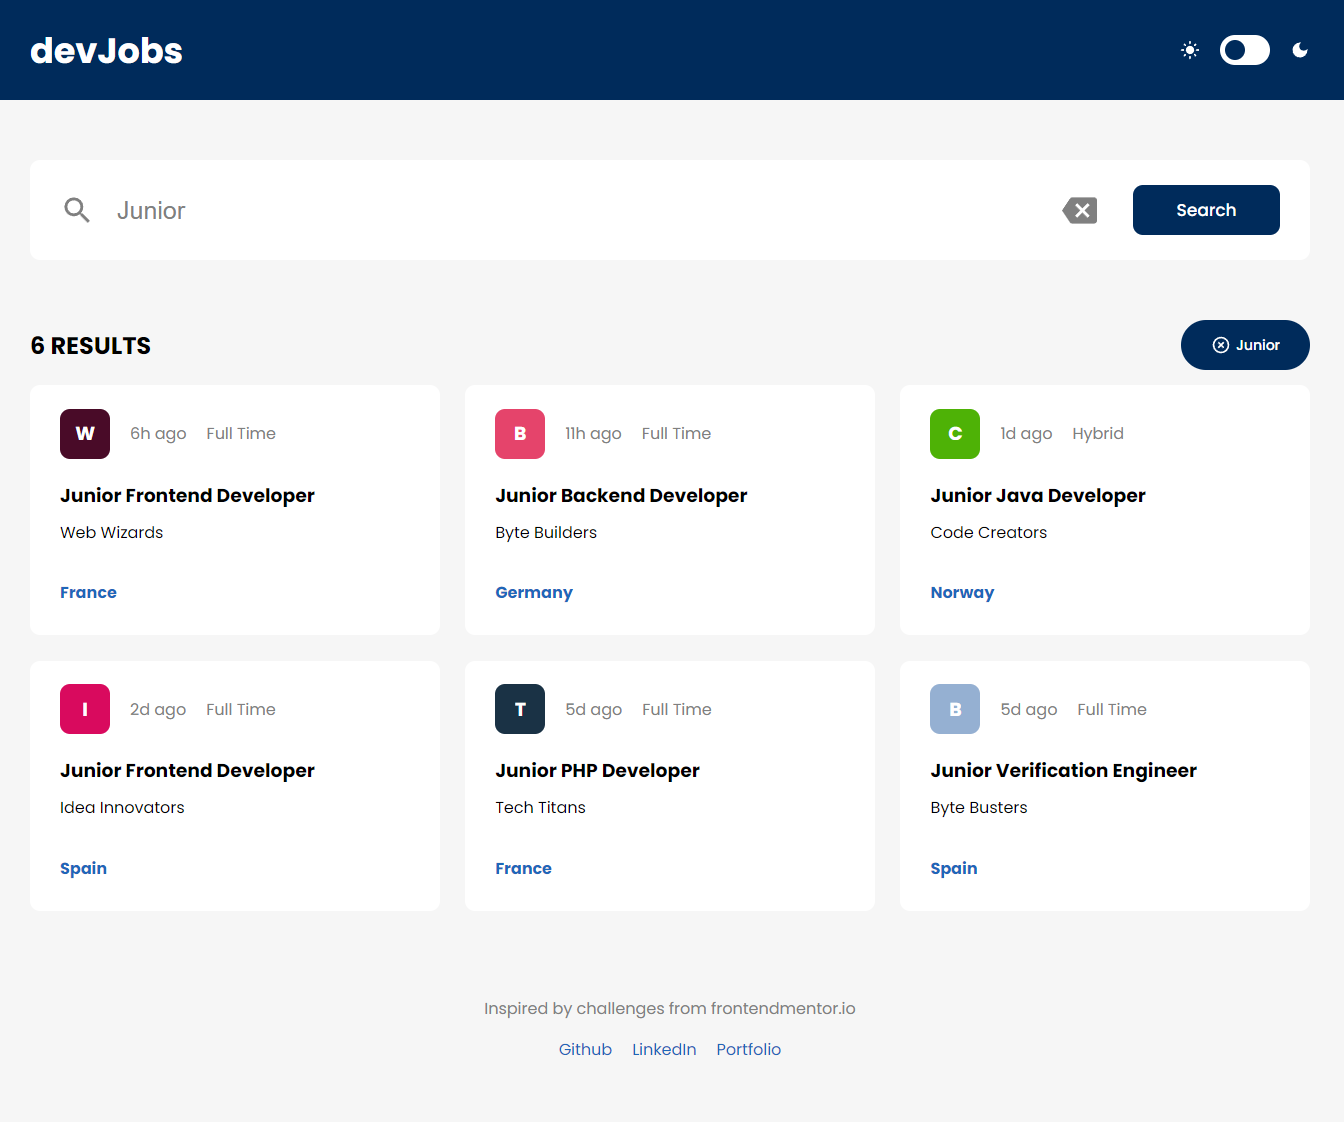 devJobs
Junior
Search
6 RESULTS
Junior
W 6h ago Full Time
Junior Frontend Developer
Web Wizards
France
B 11h ago Full Time
Junior Backend Developer
Byte Builders
Germany
C 1d ago Hybrid
Junior Java Developer
Code Creators
Norway
I 2d ago Full Time
Junior Frontend Developer
Idea Innovators
Spain
T 5d ago Full Time
Junior PHP Developer
Tech Titans
France
B 5d ago Full Time
Junior Verification Engineer
Byte Busters
Spain
Inspired by challenges from frontendmentor.io
Github LinkedIn Portfolio